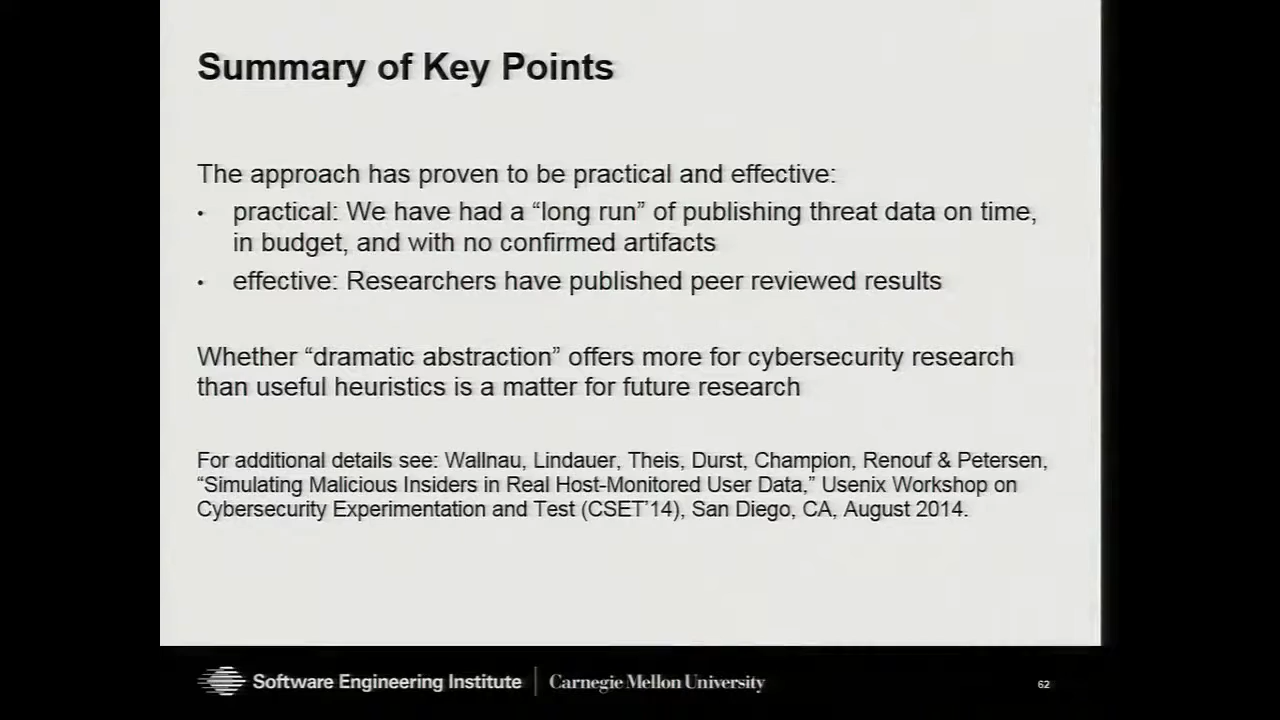 Summary of Key Points
The approach has proven to be practical and effective:
• practical: We have had a “long run” of publishing threat data on time,
in budget, and with no confirmed artifacts
• effective: Researchers have published peer reviewed results
Whether “dramatic abstraction” offers more for cybersecurity research
than useful heuristics is a matter for future research
For additional details see: Wallnau, Lindauer, Theis, Durst, Champion, Renouf & Petersen,
“Simulating Malicious Insiders in Real Host-Monitored User Data,” Usenix Workshop on
Cybersecurity Experimentation and Test (CSET’14), San Diego, CA, August 2014.
Software Engineering Institute | Carnegie Mellon University 62